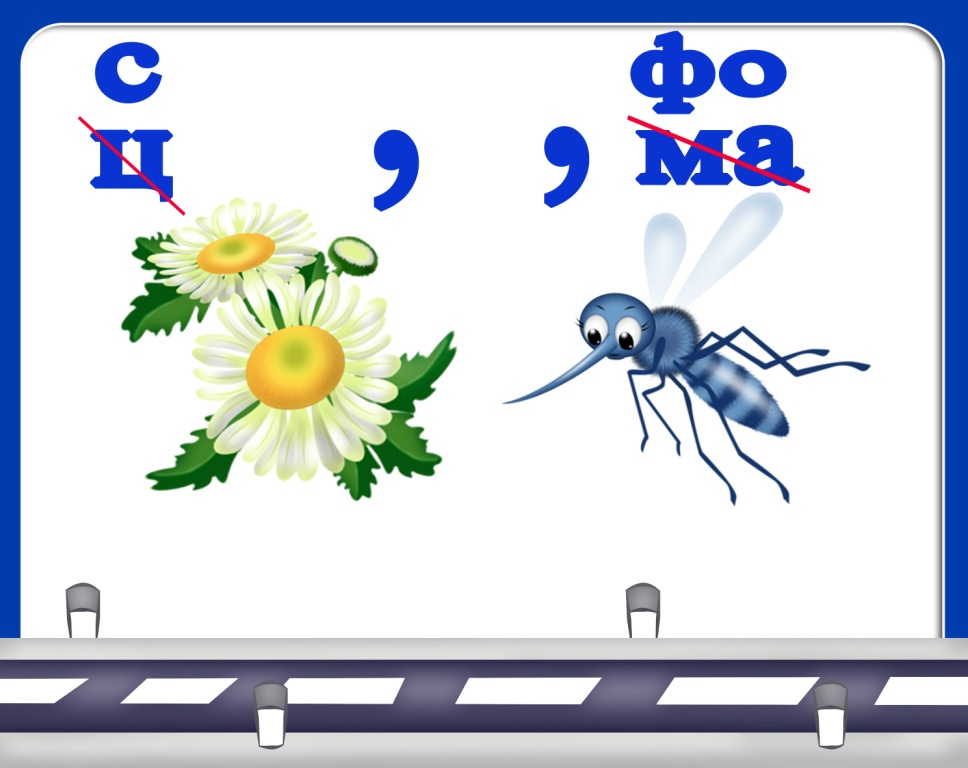 с фо
ц , , ма